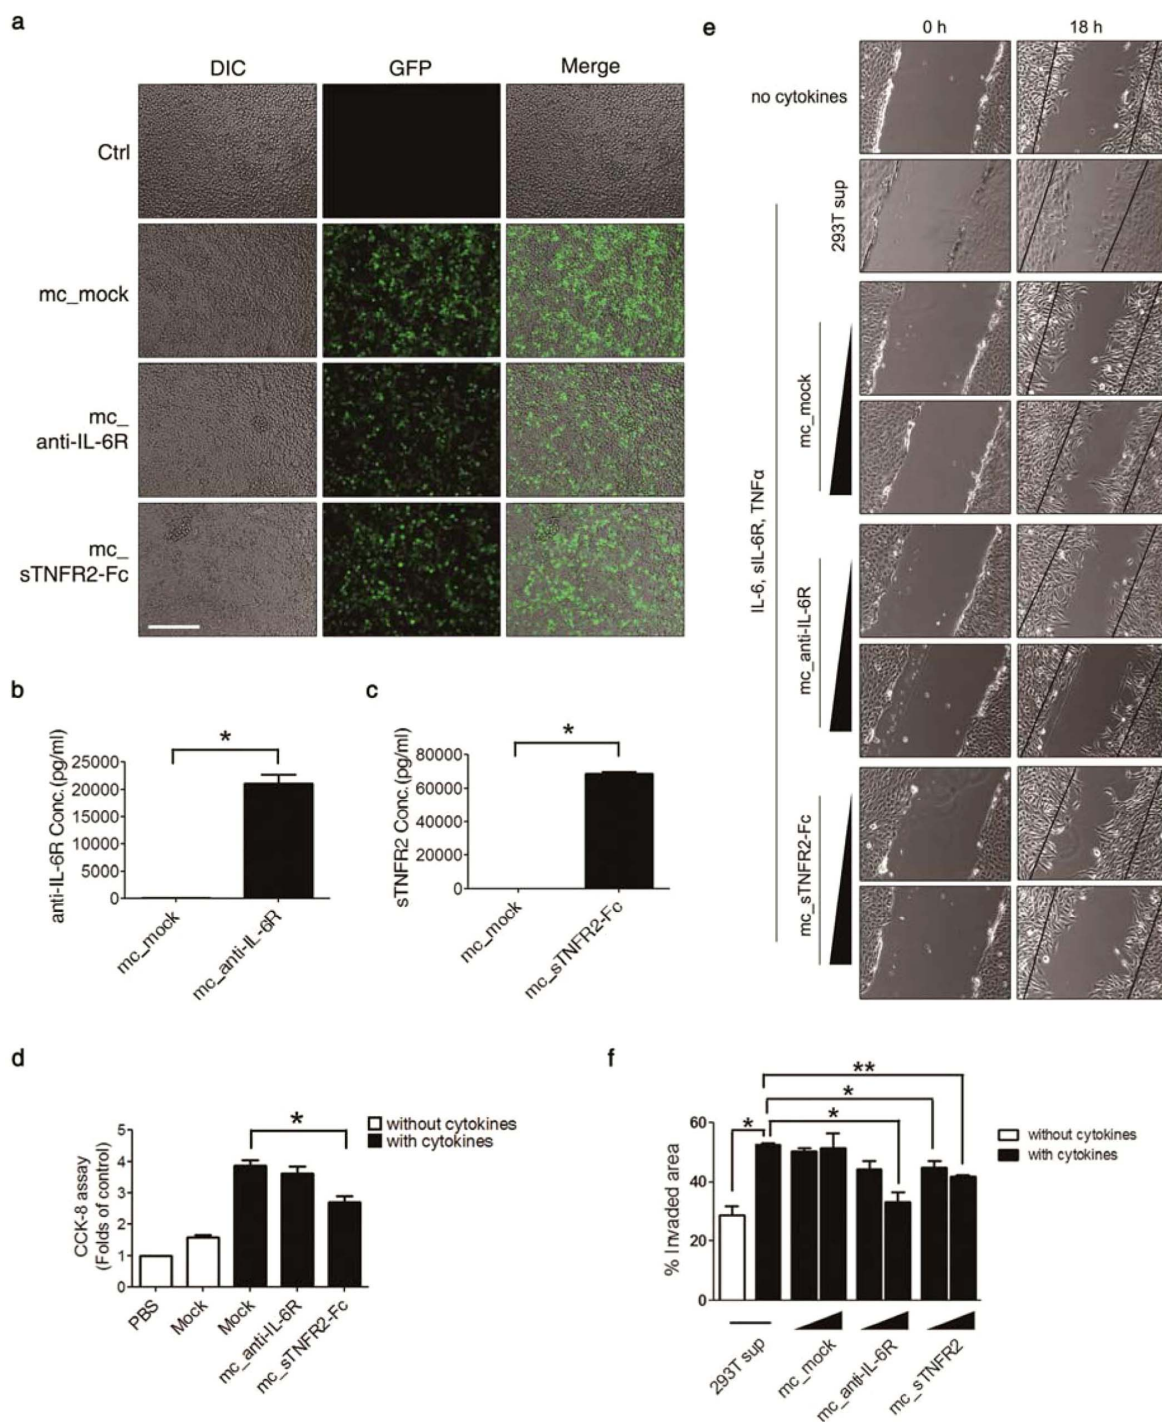 a
DIC GFP Merge
Ctrl
mc_mock
mc_
anti-IL-6R
mc_
sTNFR2-Fc
b
anti-IL-6R Conc.(pg/ml)
25000
20000
15000
10000
5000
0
*
mc_mock
mc_anti-IL-6R
c
sTNFR2 Conc.(pg/ml)
80000
60000
40000
20000
0
*
mc_mock
mc_sTNFR2-Fc
d
CCK-8 assay
(Folds of control)
5
4
3
2
1
0
*
without cytokines
with cytokines
PBS
Mock
Mock
mc_anti-IL-6R
mc_sTNFR2-Fc
e
0 h 18 h
no cytokines
293T sup
IL-6, sIL-6R, TNFα
mc_mock
mc_anti-IL-6R
mc_sTNFR2-Fc
f
% Invaded area
60
40
20
0
**
*
*
*
without cytokines
with cytokines
293T sup
mc_mock
mc_anti-IL-6R
mc_sTNFR2